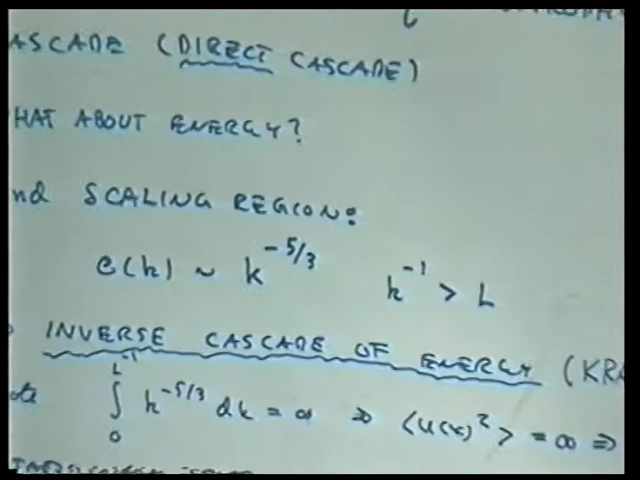 ASCADE (DIRECT CASCADE)
HAT ABOUT ENERGY?
nd SCALING REGION:
e(k) ~ k^{-5/3} k^{-1} > L
INVERSE CASCADE OF ENERGY (KRA
∫_0^{L^{-1}} k^{-5/3} dk = ∞ ⇒ <u(x)^2> = ∞ ⇒